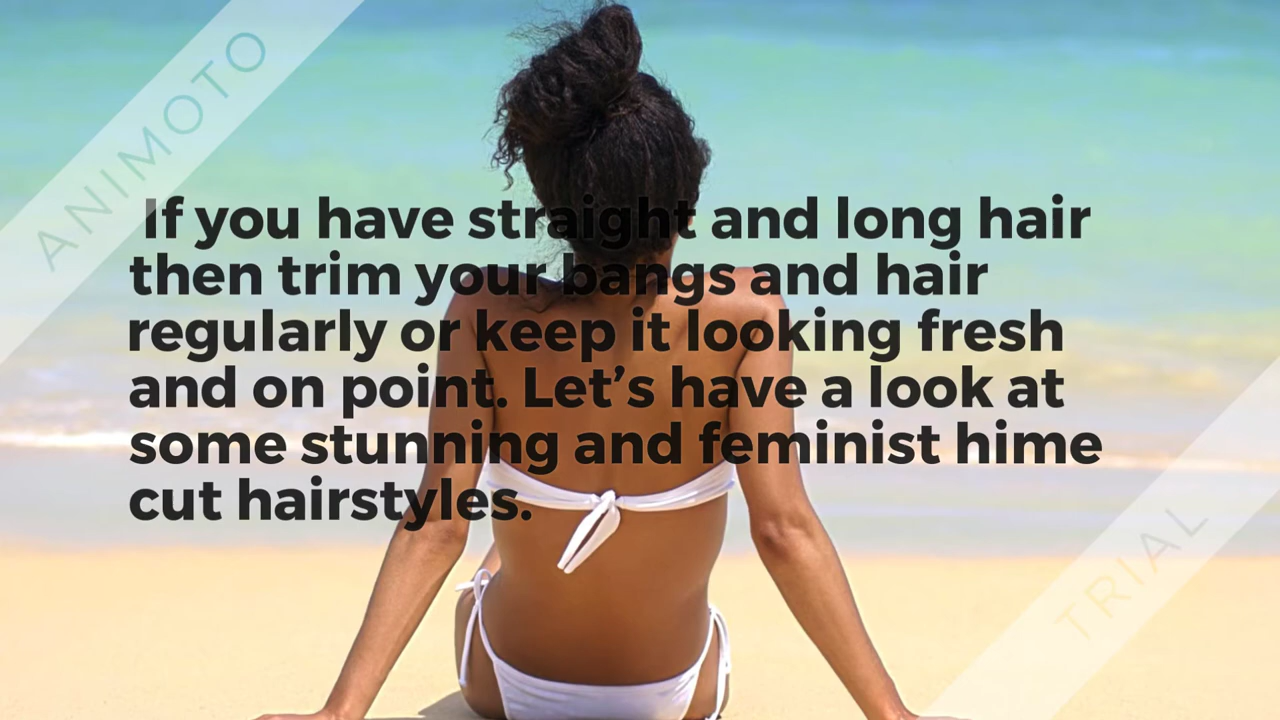 ANIMOTO
If you have straight and long hair
then trim your bangs and hair
regularly or keep it looking fresh
and on point. Let’s have a look at
some stunning and feminist hime
cut hairstyles.
TRIAL